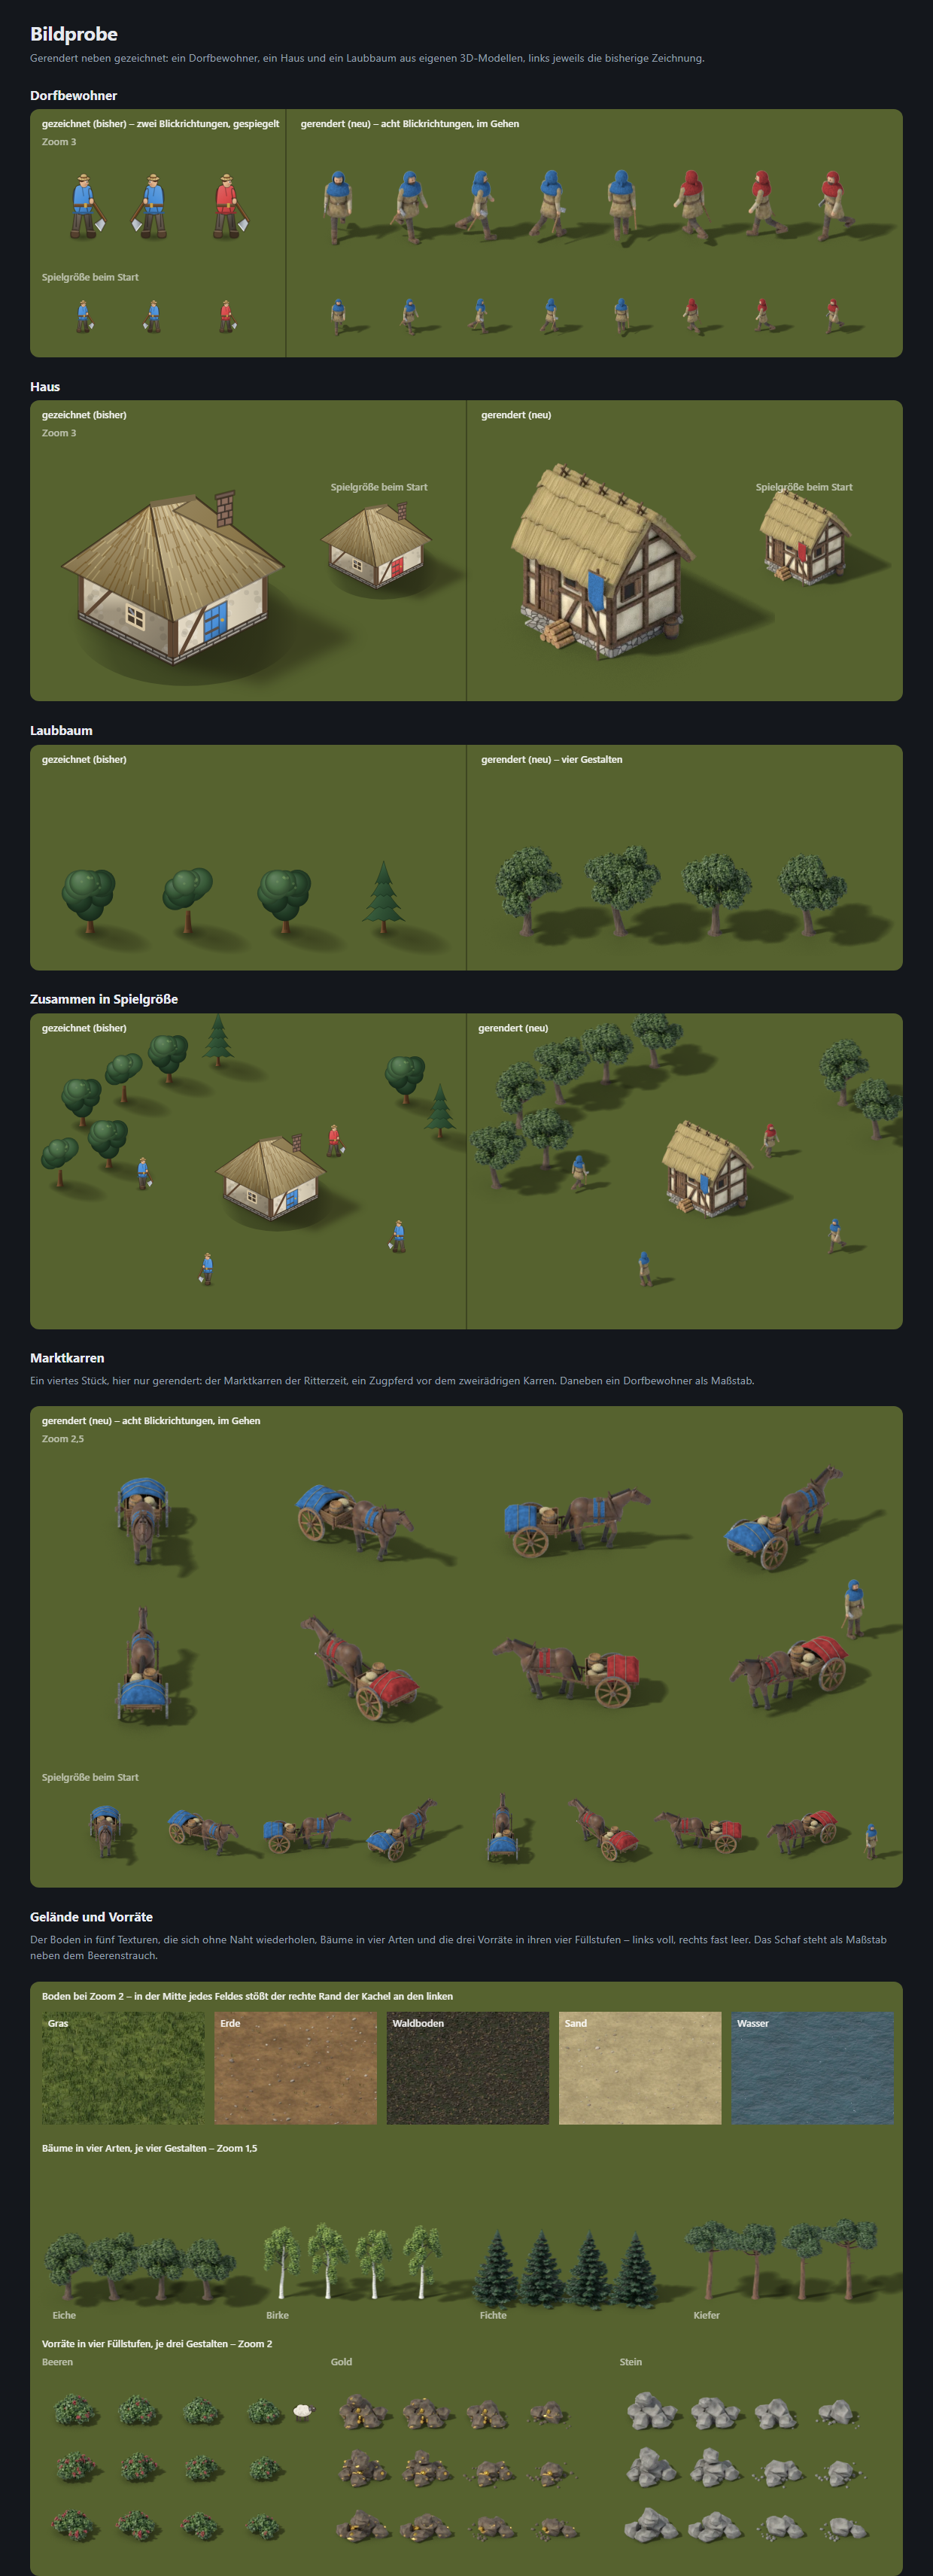 Bildprobe
Gerendert neben gezeichnet: ein Dorfbewohner, ein Haus und ein Laubbaum aus eigenen 3D-Modellen, links jeweils die bisherige Zeichnung.
Dorfbewohner
gezeichnet (bisher) – zwei Blickrichtungen, gespiegelt
gerendert (neu) – acht Blickrichtungen, im Gehen
Zoom 3
Spielgröße beim Start
Haus
gezeichnet (bisher)
gerendert (neu)
Zoom 3
Spielgröße beim Start
Spielgröße beim Start
Laubbaum
gezeichnet (bisher)
gerendert (neu) – vier Gestalten
Zusammen in Spielgröße
gezeichnet (bisher)
gerendert (neu)
Marktkarren
Ein viertes Stück, hier nur gerendert: der Marktkarren der Ritterzeit, ein Zugpferd vor dem zweirädrigen Karren. Daneben ein Dorfbewohner als Maßstab.
gerendert (neu) – acht Blickrichtungen, im Gehen
Zoom 2,5
Spielgröße beim Start
Gelände und Vorräte
Der Boden in fünf Texturen, die sich ohne Naht wiederholen, Bäume in vier Arten und die drei Vorräte in ihren vier Füllstufen – links voll, rechts fast leer. Das Schaf steht als Maßstab
neben dem Beerenstrauch.
Boden bei Zoom 2 – in der Mitte jedes Feldes stößt der rechte Rand der Kachel an den linken
Gras
Erde
Waldboden
Sand
Wasser
Bäume in vier Arten, je vier Gestalten – Zoom 1,5
Eiche
Birke
Fichte
Kiefer
Vorräte in vier Füllstufen, je drei Gestalten – Zoom 2
Beeren
Gold
Stein